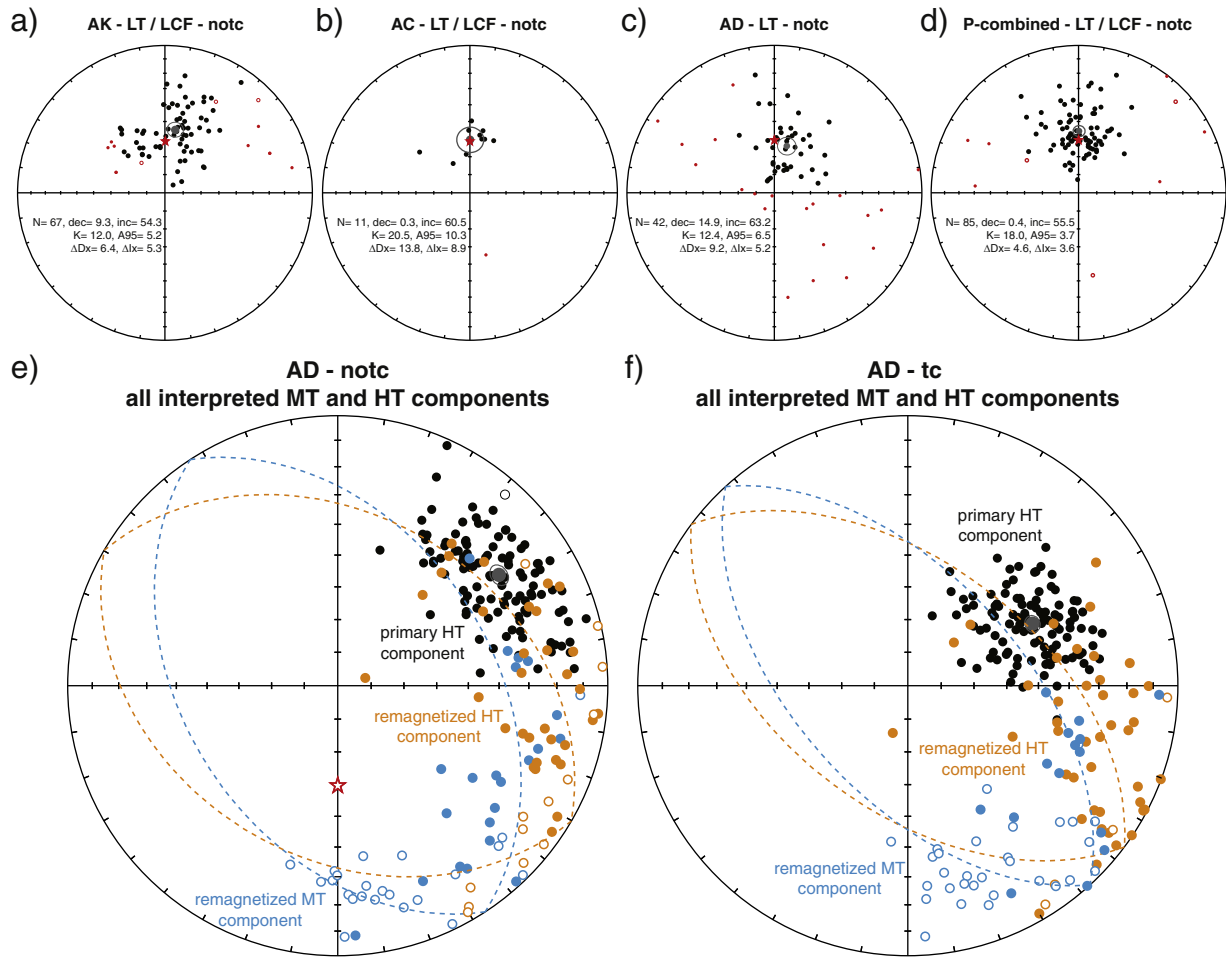 a)
AK - LT / LCF - notc
N= 67, dec= 9.3, inc= 54.3
K= 12.0, A95= 5.2
ΔDx= 6.4, ΔIx= 5.3
b)
AC - LT / LCF - notc
N= 11, dec= 0.3, inc= 60.5
K= 20.5, A95= 10.3
ΔDx= 13.8, ΔIx= 8.9
c)
AD - LT - notc
N= 42, dec= 14.9, inc= 63.2
K= 12.4, A95= 6.5
ΔDx= 9.2, ΔIx= 5.2
d)
P-combined - LT / LCF - notc
N= 85, dec= 0.4, inc= 55.5
K= 18.0, A95= 3.7
ΔDx= 4.6, ΔIx= 3.6
e)
AD - notc
all interpreted MT and HT components
primary HT
component
remagnetized HT
component
remagnetized MT
component
f)
AD - tc
all interpreted MT and HT components
primary HT
component
remagnetized HT
component
remagnetized MT
component